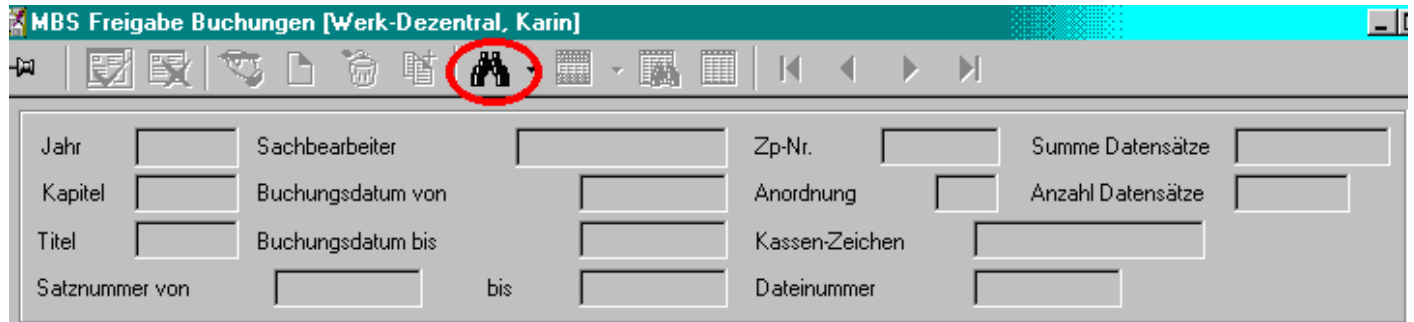 MBS Freigabe Buchungen [Werk-Dezentral, Karin]
Jahr Sachbearbeiter Zp-Nr. Summe Datensätze
Kapitel Buchungsdatum von Anordnung Anzahl Datensätze
Titel Buchungsdatum bis Kassen-Zeichen
Satznummer von bis Dateinummer